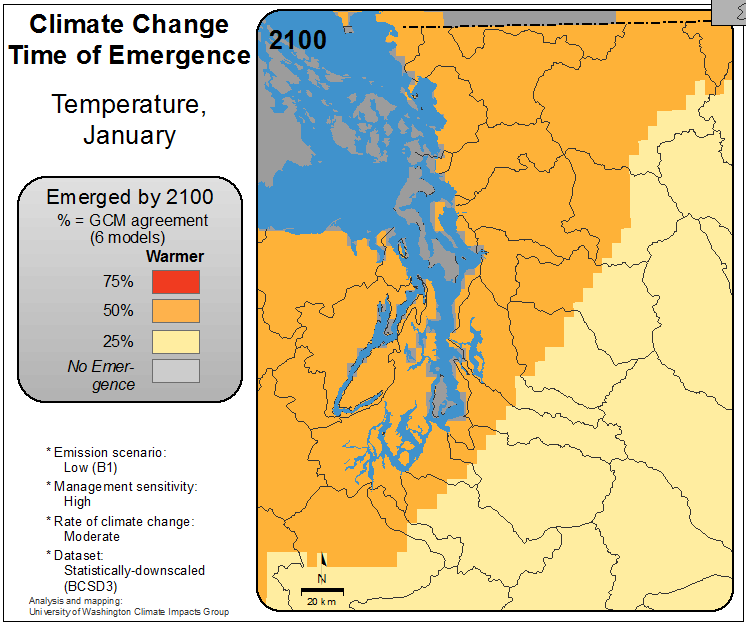 Climate Change
Time of Emergence
Temperature,
January
Emerged by 2100
% = GCM agreement
(6 models)
Warmer
75%
50%
25%
No Emer-
gence
* Emission scenario:
Low (B1)
* Management sensitivity:
High
* Rate of climate change:
Moderate
* Dataset:
Statistically-downscaled
(BCSD3)
Analysis and mapping:
University of Washington Climate Impacts Group
2100
N
20 km